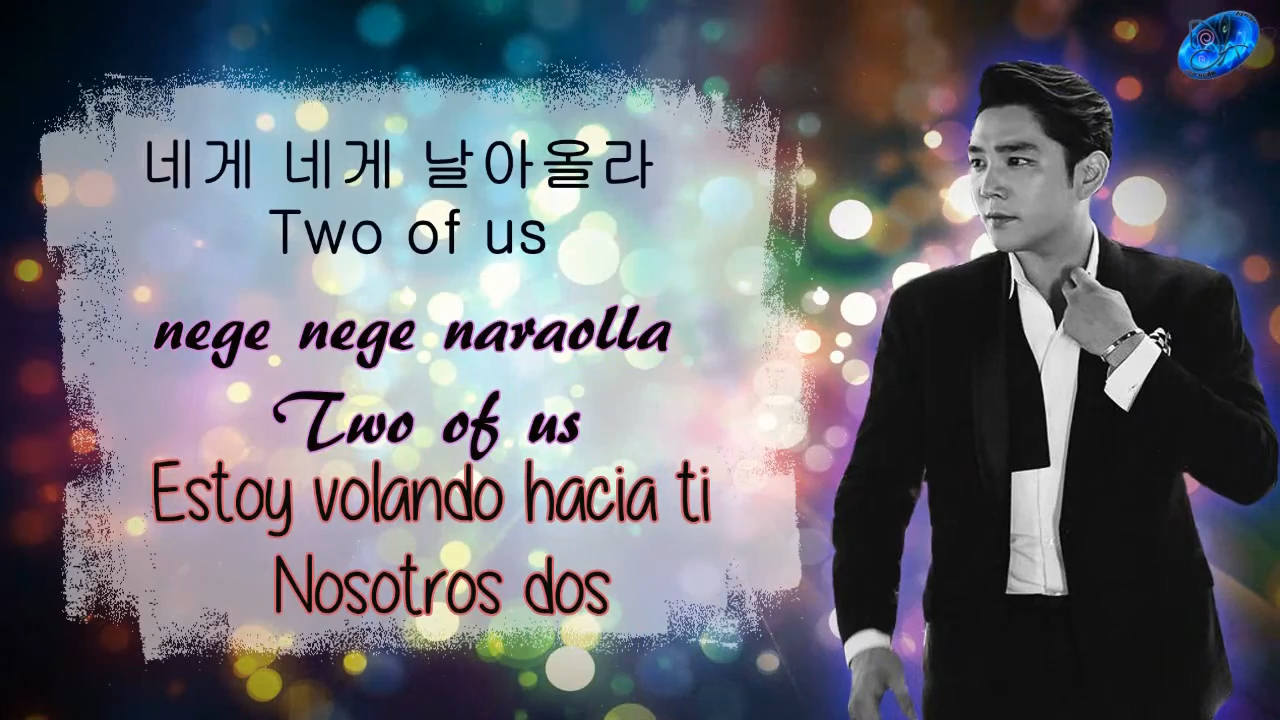 네게 네게 날아올라
Two of us
nege nege naraolla
Two of us
Estoy volando hacia ti
Nosotros dos